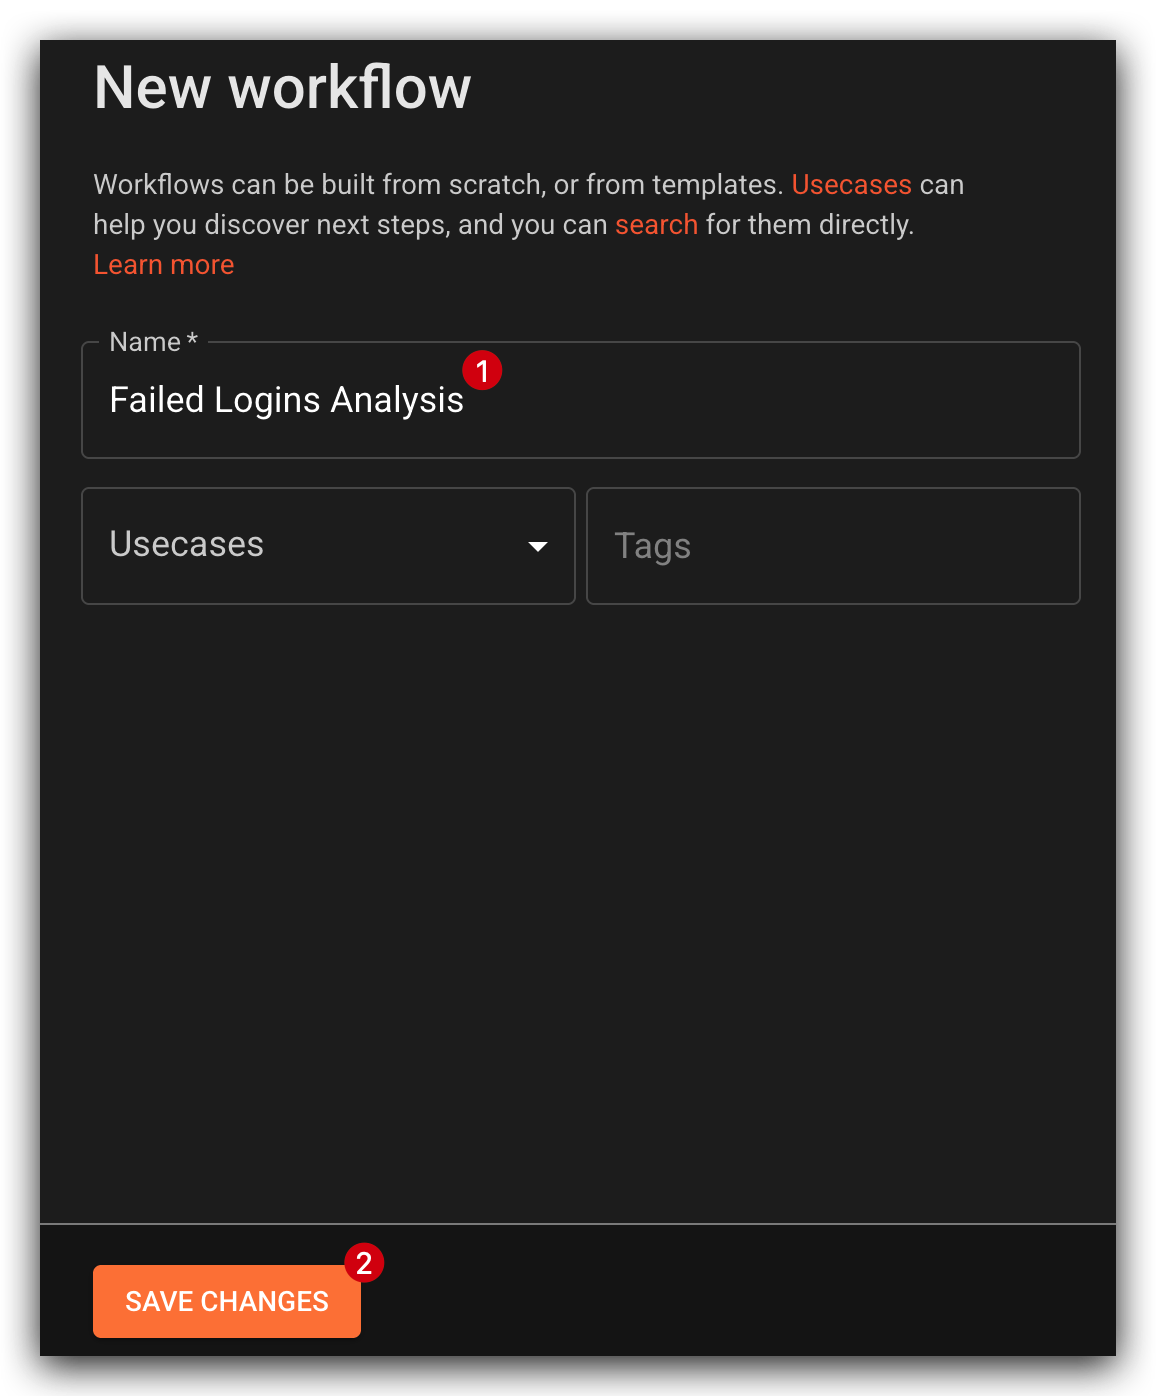 New workflow
Workflows can be built from scratch, or from templates. Usecases can
help you discover next steps, and you can search for them directly.
Learn more
Name *
Failed Logins Analysis
1
Usecases
Tags
2
SAVE CHANGES